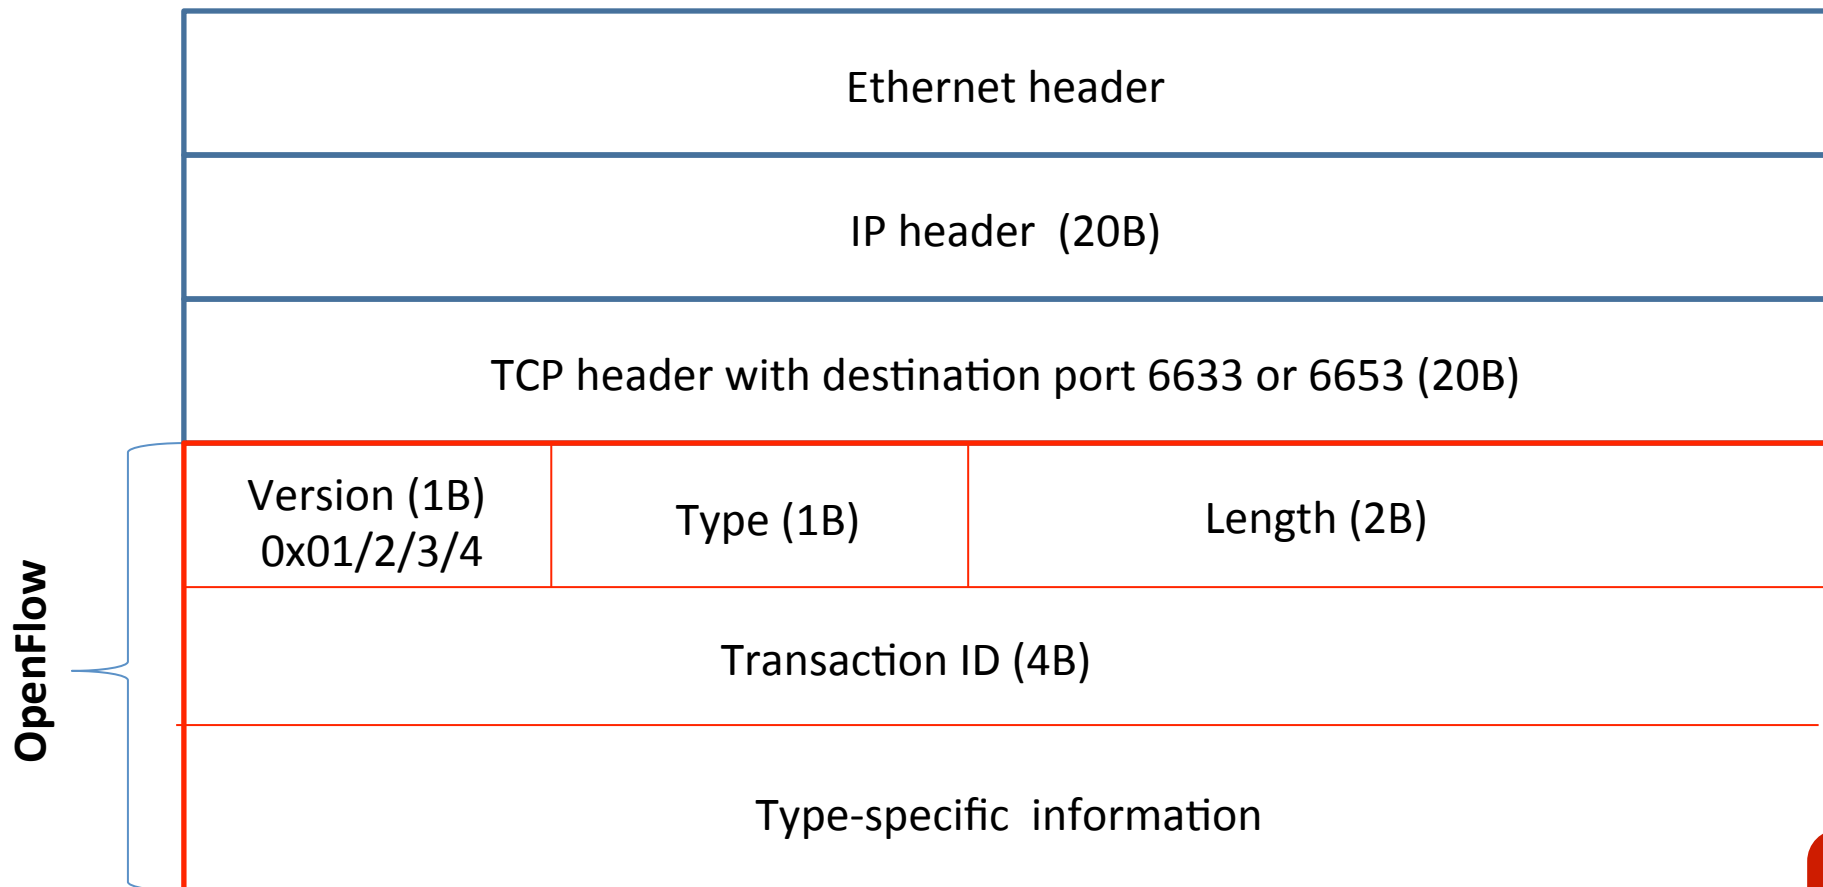 Ethernet header
IP header (20B)
TCP header with destination port 6633 or 6653 (20B)
Version (1B)
0x01/2/3/4
Type (1B)
Length (2B)
OpenFlow
Transaction ID (4B)
Type-specific information